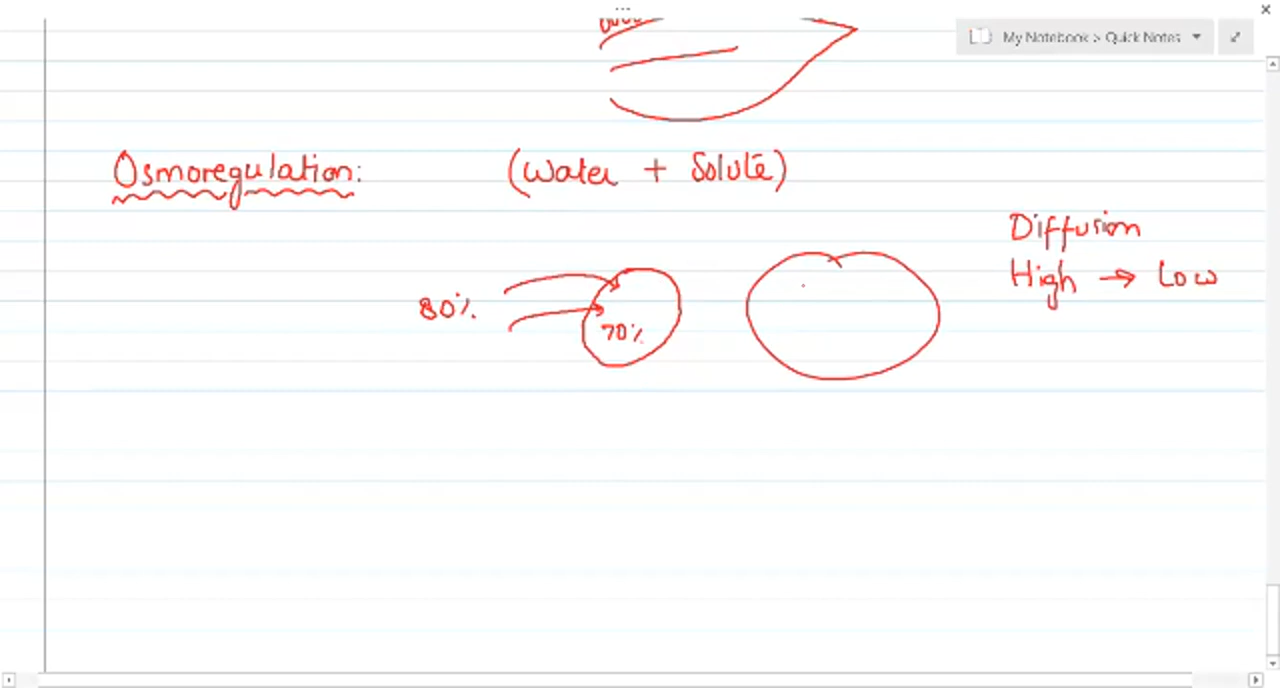 My Notebook > Quick Notes
Osmoregulation: (Water + Solute)
Diffusion
High → Low
80%
70%